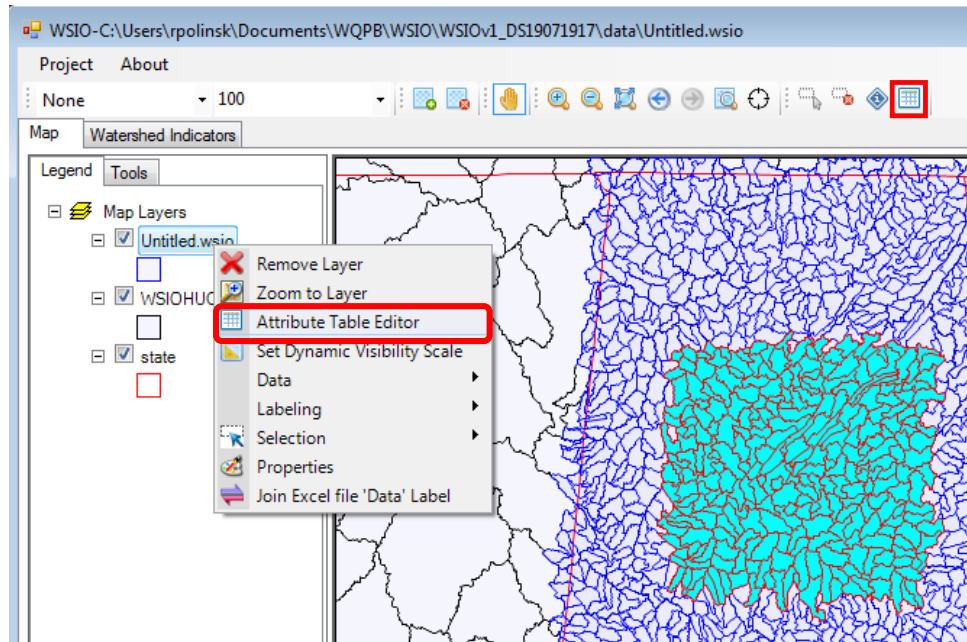 WSIO-C:\Users\rpolinsk\Documents\WQPB\WSIO\WSIOv1_DS19071917\data\Untitled.wsio
Project About
None 100
Map Watershed Indicators
Legend Tools
Map Layers
Untitled.wsio
Remove Layer
Zoom to Layer
WSIOHUC
Attribute Table Editor
Set Dynamic Visibility Scale
state
Data
Labeling
Selection
Properties
Join Excel file 'Data' Label